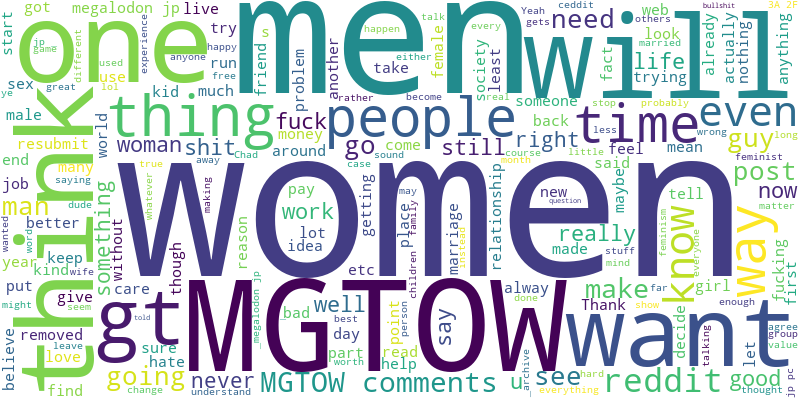 women
men
MGTOW
will
think
one
want
people
time
thing
gt
way
know
even
go
reddit
man
fuck
post
guy
now
need
life
MGTOW comments
u
see
good
make
really
right
still
shit
woman
work
well
say
going
never
something
megalodon jp
live
got
start
try
use
run
friend
s
problem
another
take
female
society
least
talk
every
either
Yeah
gets
happen
become
rather
real
someone
fact
trying
web
look
already
actually
nothing
anything
ceddit
others
married
bullshit
3A 2F
jp
game
different
used
lol
experience
anyone
happy
free
sex
great
ye
kid
much
money
male
resubmit
end
many
world
job
saying
dude
away
true
whatever
making
Chad
sound
case
around
come
back
feel
said
mean
stop
less
probably
wrong
long
feminist
course
little
month
maybe
new
tell
feminism
everyone
matter
first
fucking
girl
decide
stuff
mind
made
relationship
marriage
place
getting
pay
lot
idea
reason
without
though
care
better
keep
kind
year
put
wife
wanted
word
might
seem
give
believe
removed
love
leave
find
change
hate
sure
told
understand
_bad
best
day
part
worth
help
read
point
person
etc
may
family
children
instead
question
_megalodon jp
alway
done
_archive
everything
hard
far
show
Thank
enough
talking
group
let
agree
value
thought
jp pc